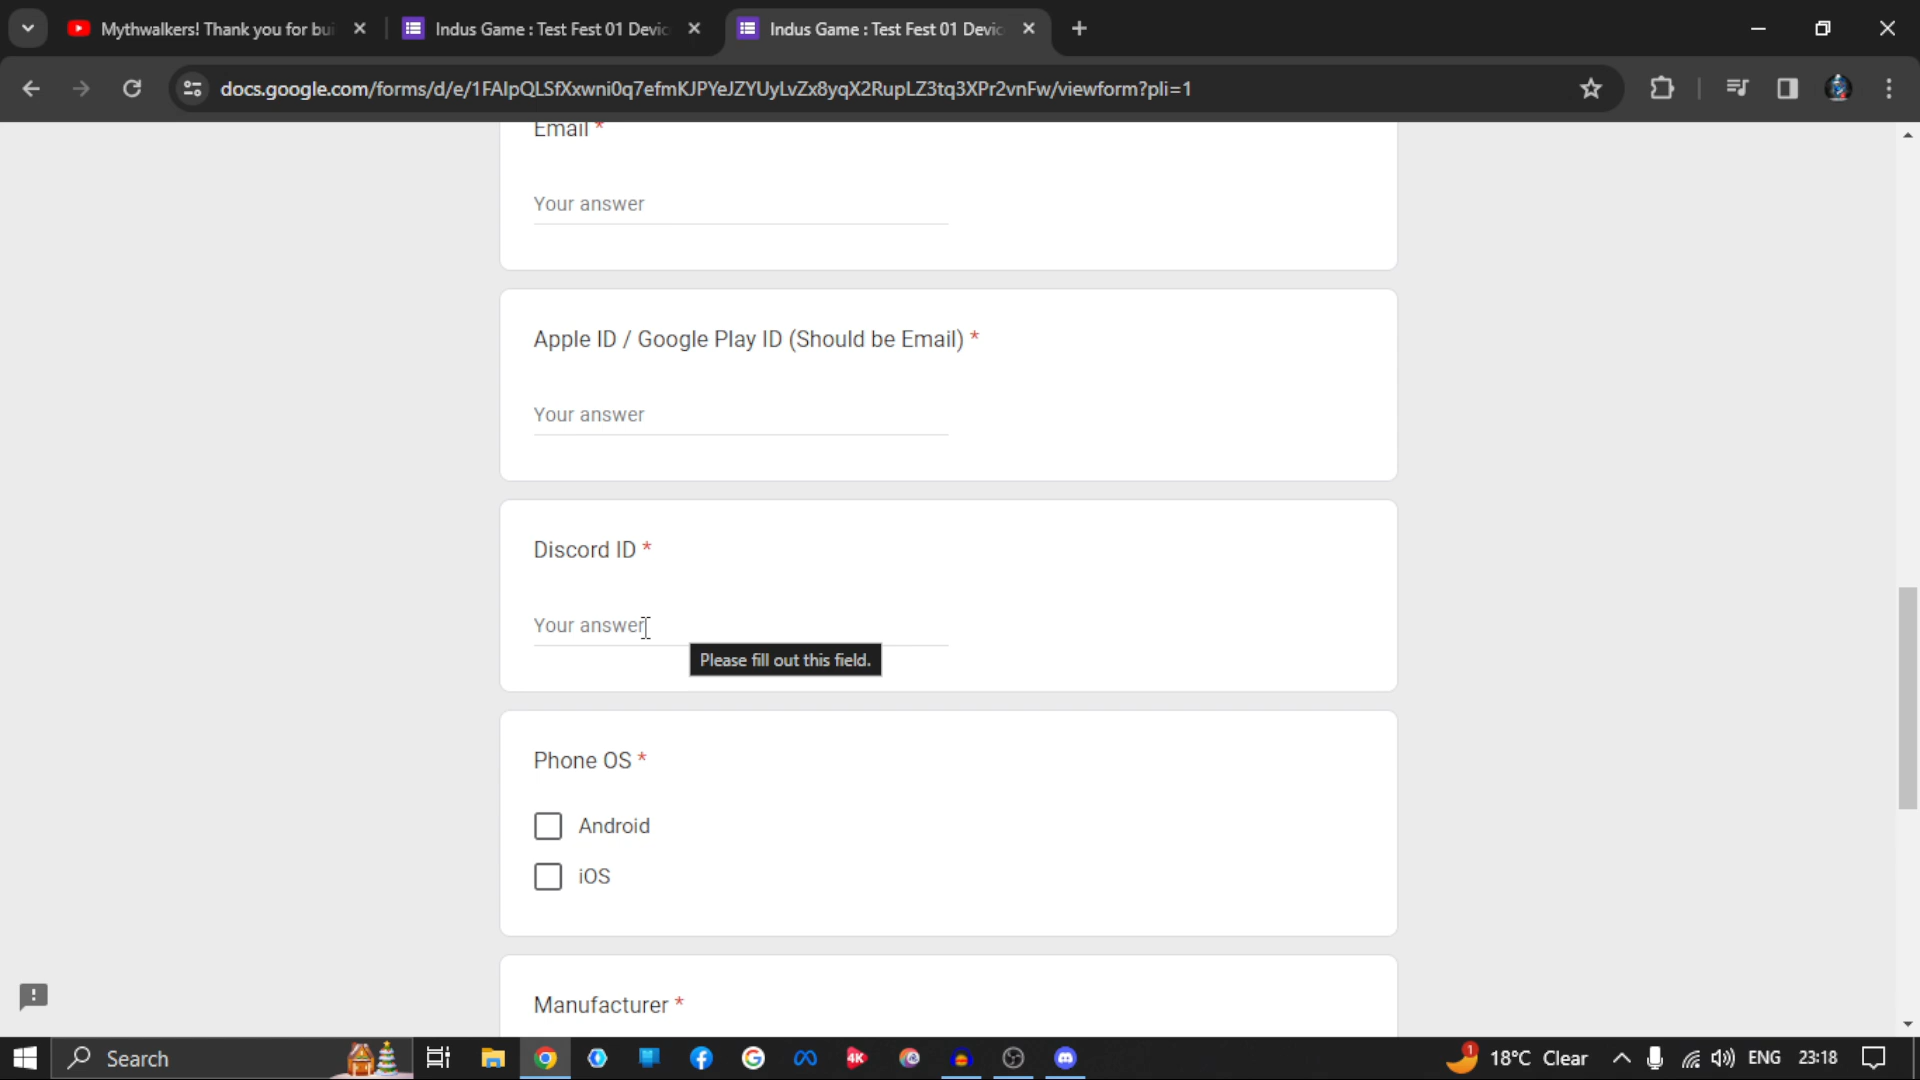 Mythwalkers! Thank you for bui
Indus Game : Test Fest 01 Devic
Indus Game : Test Fest 01 Devic
docs.google.com/forms/d/e/1FAIpQLSfXxwni0q7efmKJPYeJZYUyLvZx8yqX2RupLZ3tq3XPr2vnFw/viewform?pli=1
Email *
Your answer
Apple ID / Google Play ID (Should be Email) *
Your answer
Discord ID *
Your answer
Please fill out this field.
Phone OS *
Android
iOS
Manufacturer *
Search
4K
1
18°C Clear
ENG
23:18